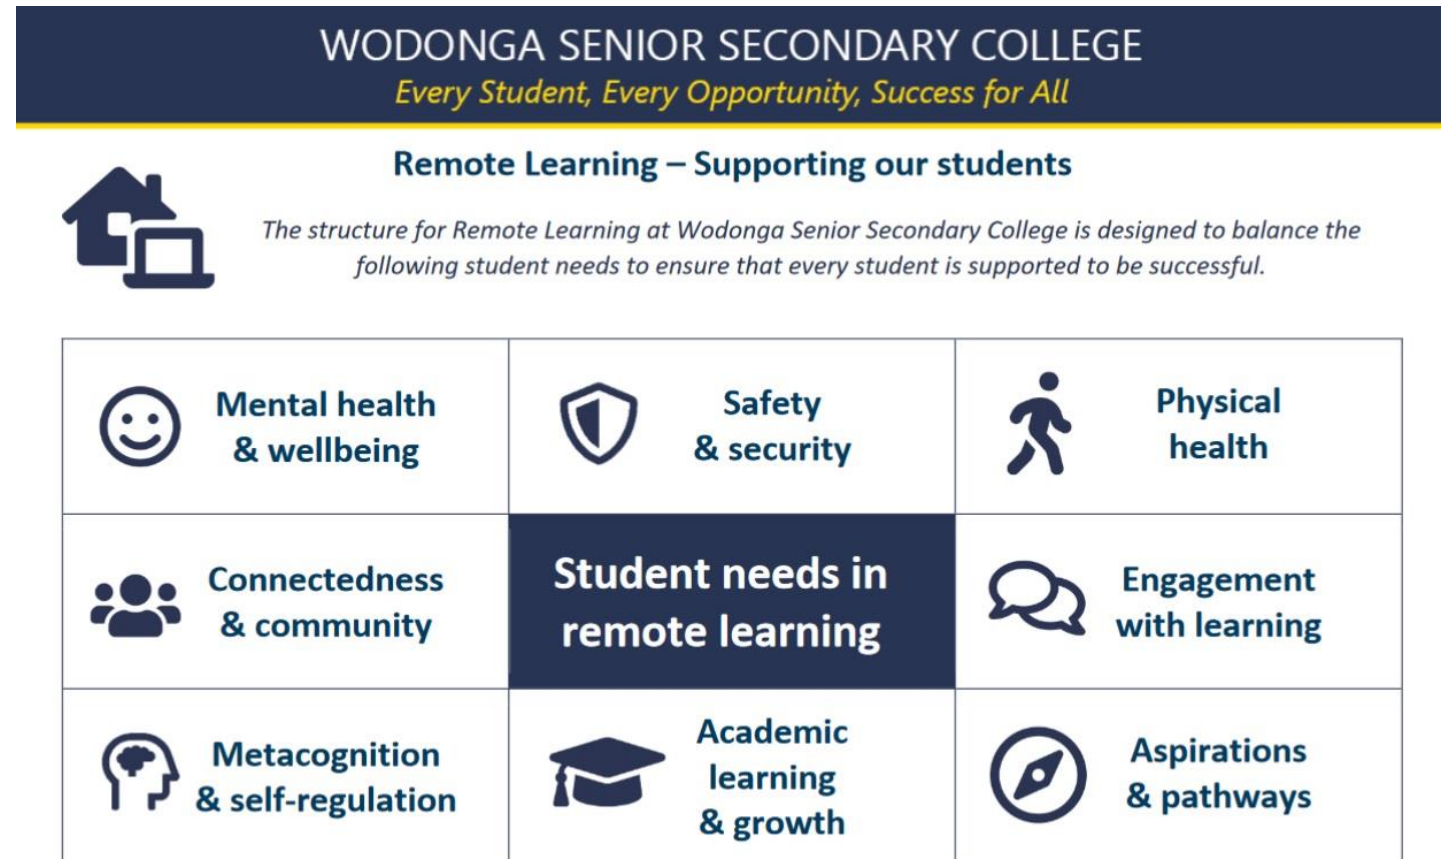 WODONGA SENIOR SECONDARY COLLEGE
Every Student, Every Opportunity, Success for All
Remote Learning – Supporting our students
The structure for Remote Learning at Wodonga Senior Secondary College is designed to balance the
following student needs to ensure that every student is supported to be successful.
Mental health
& wellbeing
Safety
& security
Physical
health
Connectedness
& community
Student needs in
remote learning
Engagement
with learning
Metacognition
& self-regulation
Academic
learning
& growth
Aspirations
& pathways